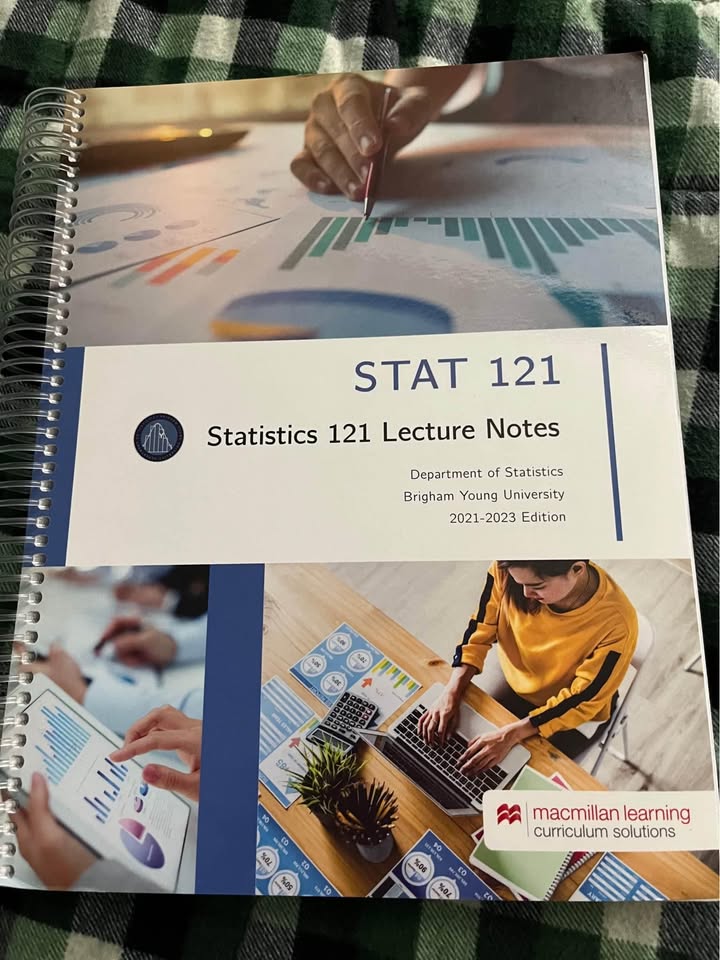 STAT 121
Statistics 121 Lecture Notes
Department of Statistics
Brigham Young University
2021-2023 Edition
macmillan learning
curriculum solutions